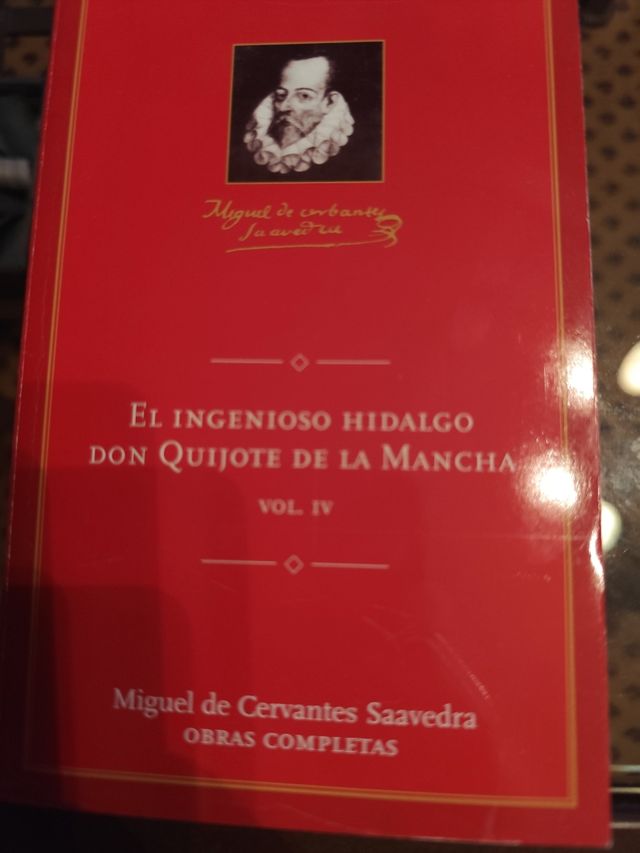 Miguel de cerbantes
Saavedra
EL INGENIOSO HIDALGO
DON QUIJOTE DE LA MANCHA
VOL. IV
Miguel de Cervantes Saavedra
OBRAS COMPLETAS